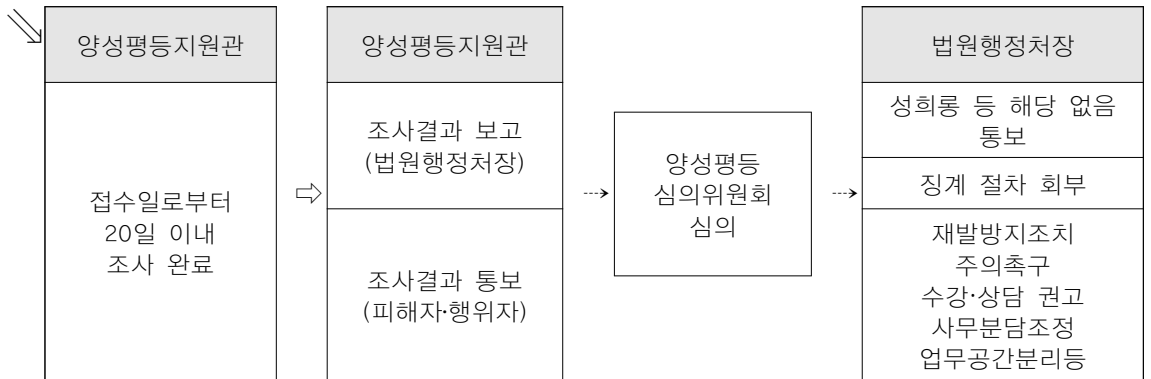 양성평등지원관
접수일로부터
20일 이내
조사 완료
양성평등지원관
조사결과 보고
(법원행정처장)
조사결과 통보
(피해자·행위자)
양성평등
심의위원회
심의
법원행정처장
성희롱 등 해당 없음
통보
징계 절차 회부
재발방지조치
주의촉구
수강·상담 권고
사무분담조정
업무공간분리등